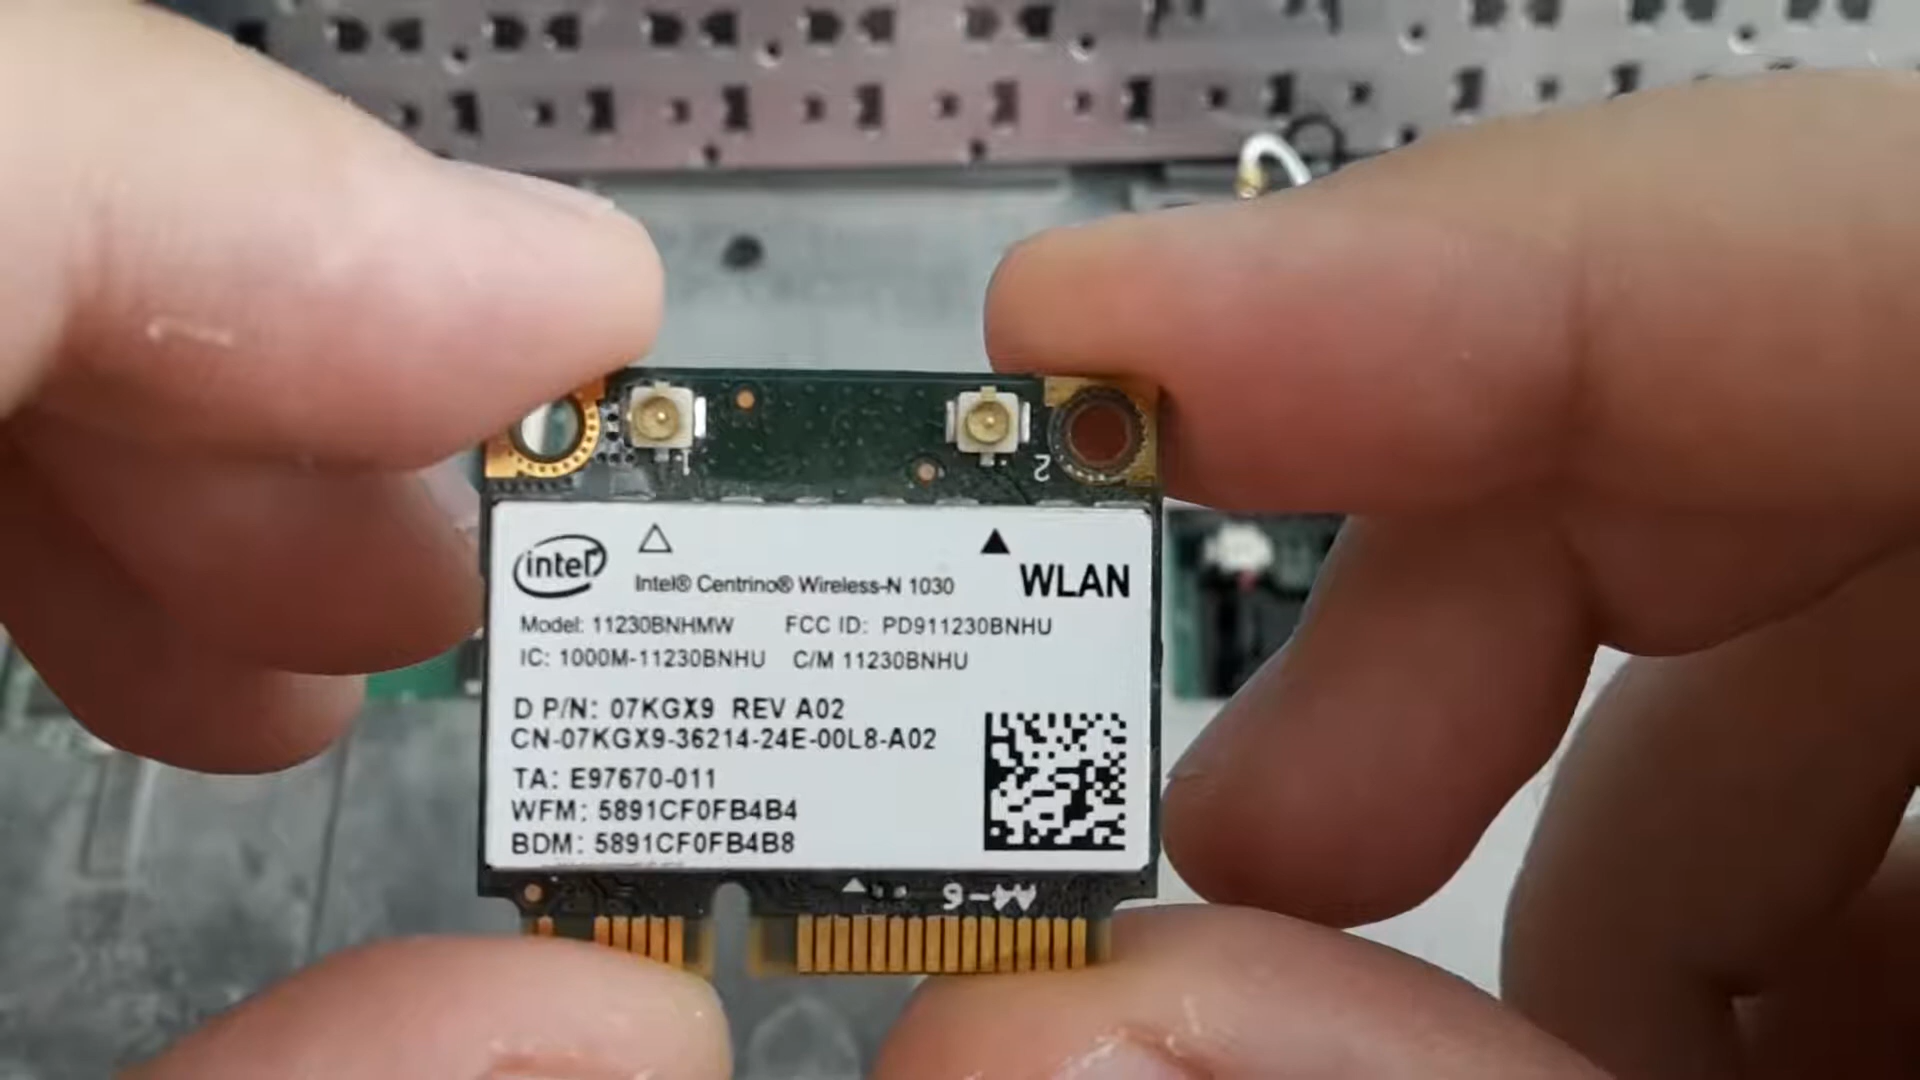 2
intel
Intel® Centrino® Wireless-N 1030
WLAN
Model: 11230BNHMW FCC ID: PD911230BNHU
IC: 1000M-11230BNHU C/M 11230BNHU
D P/N: 07KGX9 REV A02
CN-07KGX9-36214-24E-00L8-A02
TA: E97670-011
WFM: 5891CF0FB4B4
BDM: 5891CF0FB4B8